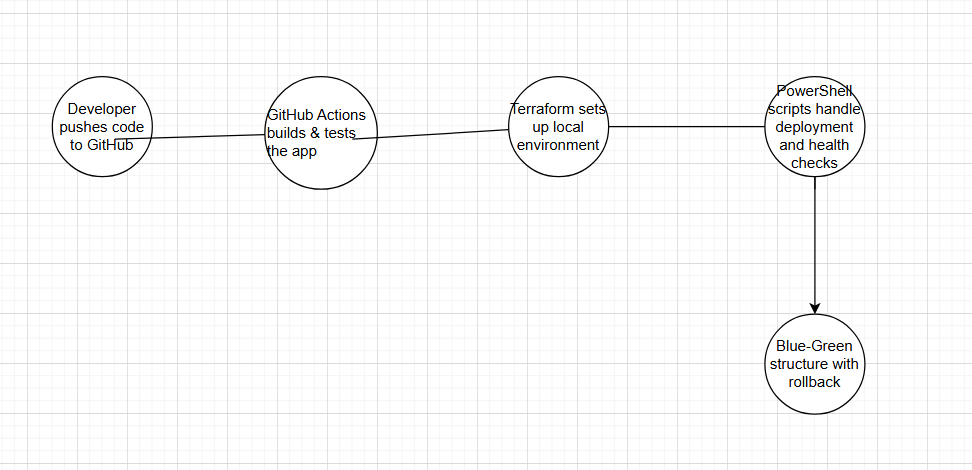 Developer
pushes code
to GitHub
GitHub Actions
builds & tests
the app
Terraform sets
up local
environment
PowerShell
scripts handle
deployment
and health
checks
Blue-Green
structure with
rollback